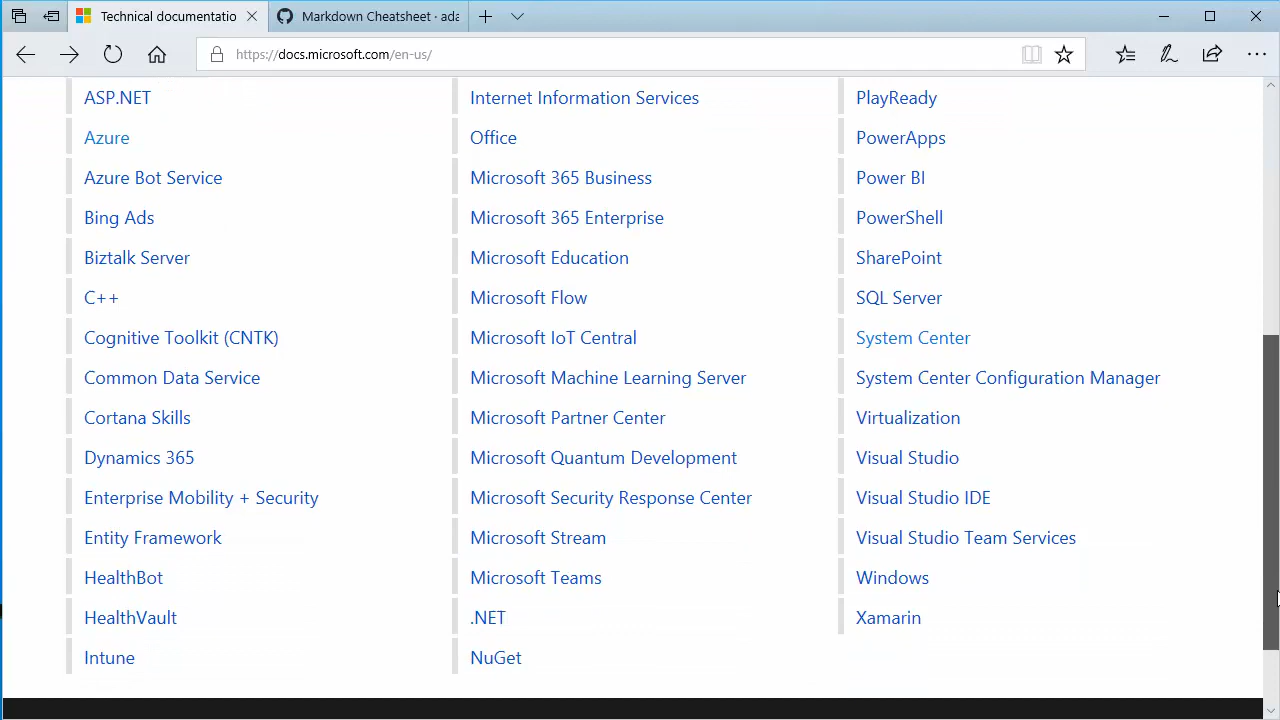 Technical documentatio
Markdown Cheatsheet · ada
https://docs.microsoft.com/en-us/
ASP.NET
Azure
Azure Bot Service
Bing Ads
Biztalk Server
C++
Cognitive Toolkit (CNTK)
Common Data Service
Cortana Skills
Dynamics 365
Enterprise Mobility + Security
Entity Framework
HealthBot
HealthVault
Intune
Internet Information Services
Office
Microsoft 365 Business
Microsoft 365 Enterprise
Microsoft Education
Microsoft Flow
Microsoft IoT Central
Microsoft Machine Learning Server
Microsoft Partner Center
Microsoft Quantum Development
Microsoft Security Response Center
Microsoft Stream
Microsoft Teams
.NET
NuGet
PlayReady
PowerApps
Power BI
PowerShell
SharePoint
SQL Server
System Center
System Center Configuration Manager
Virtualization
Visual Studio
Visual Studio IDE
Visual Studio Team Services
Windows
Xamarin